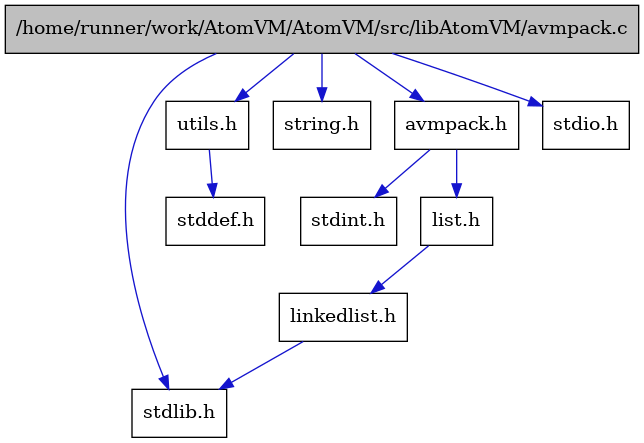 /home/runner/work/AtomVM/AtomVM/src/libAtomVM/avmpack.c
utils.h
string.h
avmpack.h
stdio.h
stddef.h
stdint.h
list.h
linkedlist.h
stdlib.h